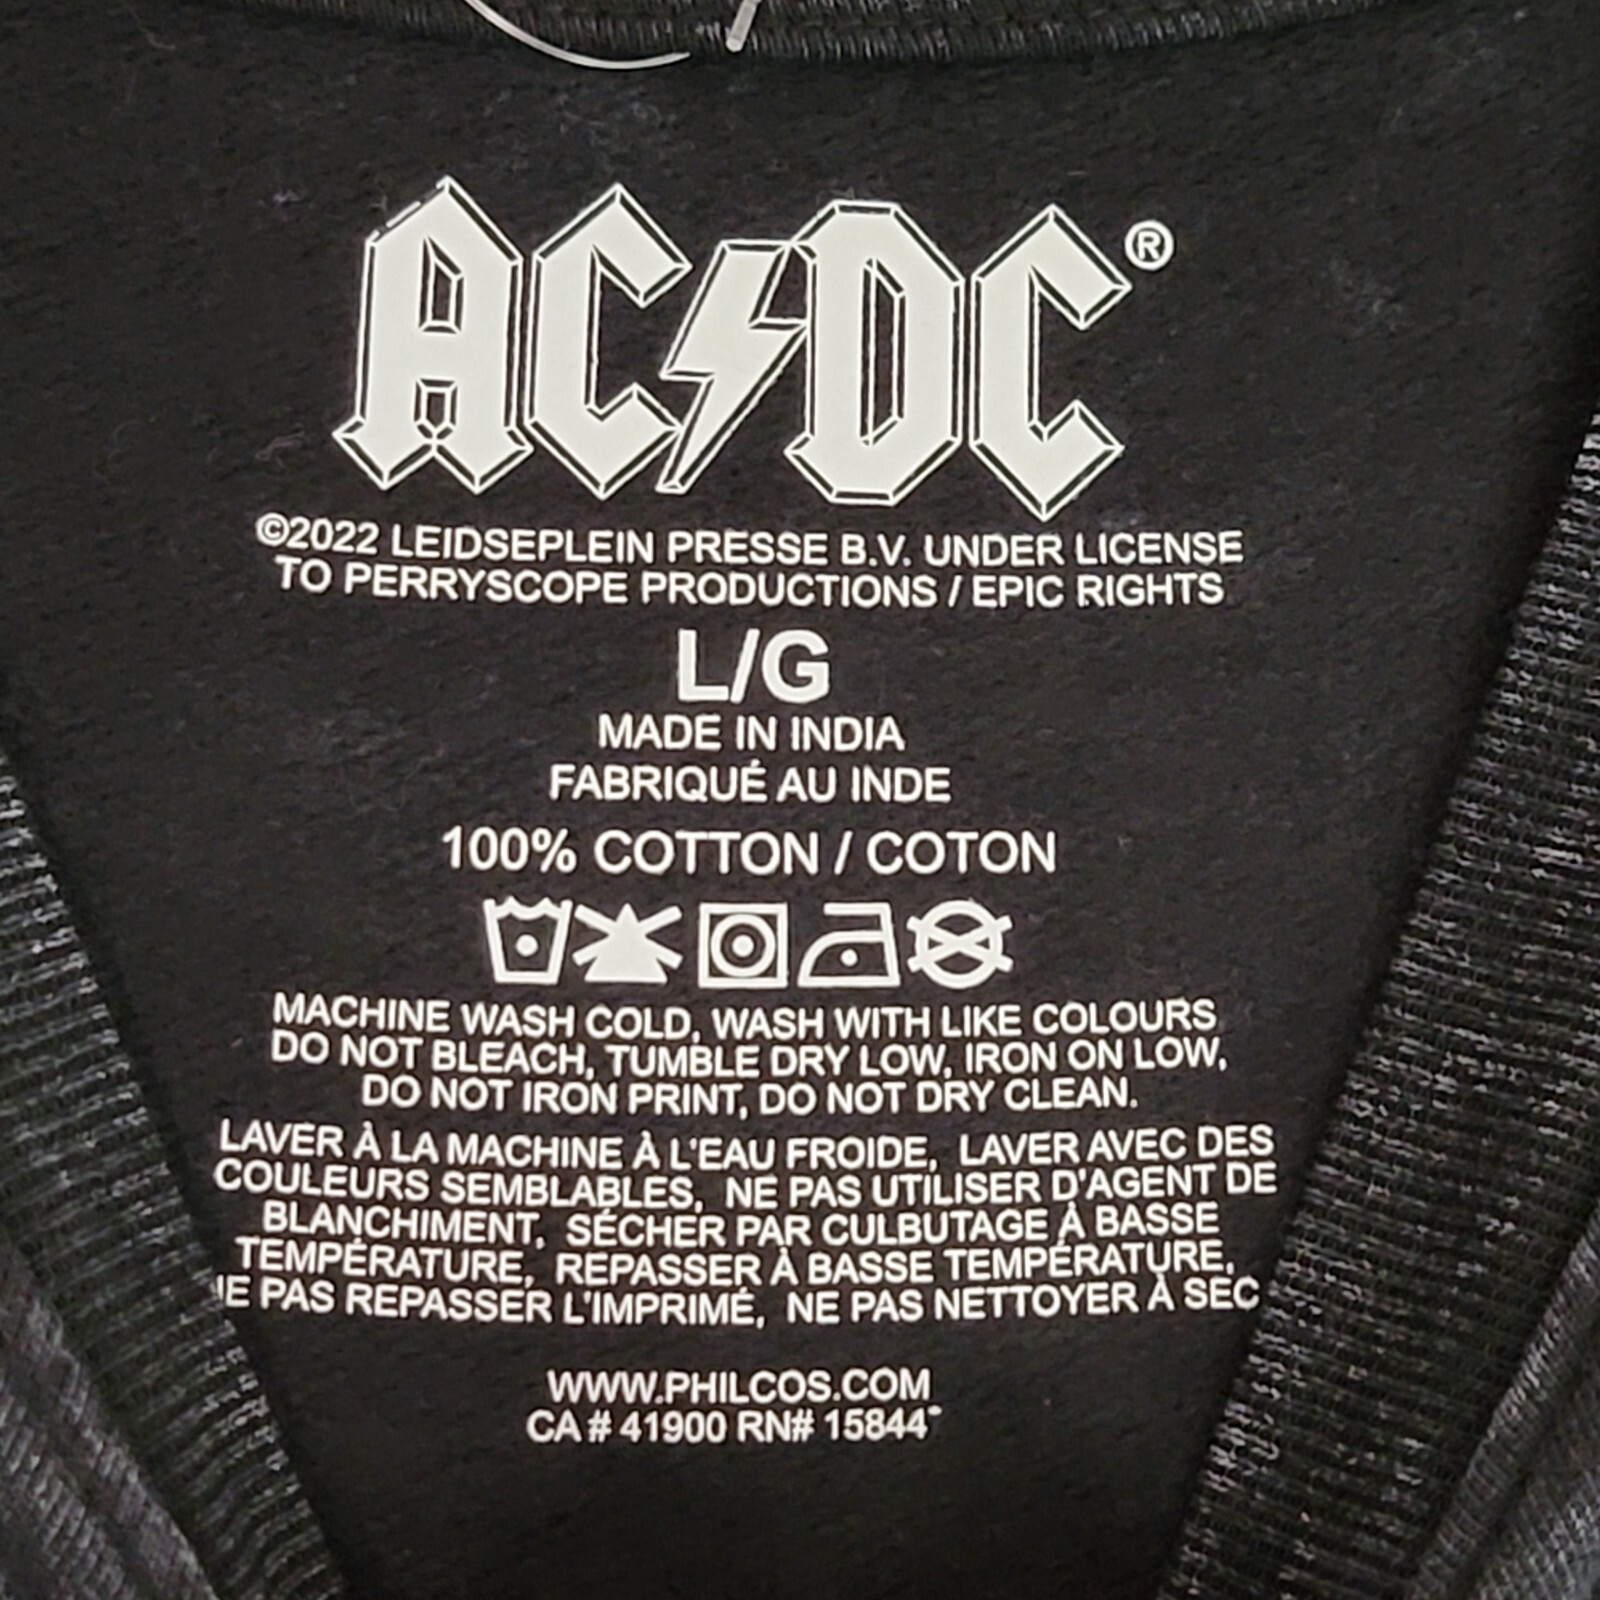 AC/DC®
©2022 LEIDSEPLEIN PRESSE B.V. UNDER LICENSE
TO PERRYSCOPE PRODUCTIONS / EPIC RIGHTS
L/G
MADE IN INDIA
FABRIQUÉ AU INDE
100% COTTON / COTON
MACHINE WASH COLD, WASH WITH LIKE COLOURS
DO NOT BLEACH, TUMBLE DRY LOW, IRON ON LOW,
DO NOT IRON PRINT, DO NOT DRY CLEAN.
LAVER À LA MACHINE À L'EAU FROIDE, LAVER AVEC DES
COULEURS SEMBLABLES, NE PAS UTILISER D'AGENT DE
BLANCHIMENT, SÉCHER PAR CULBUTAGE À BASSE
TEMPÉRATURE, REPASSER À BASSE TEMPÉRATURE,
PAS REPASSER L'IMPRIMÉ, NE PAS NETTOYER À SEC
WWW.PHILCOS.COM
CA # 41900 RN#